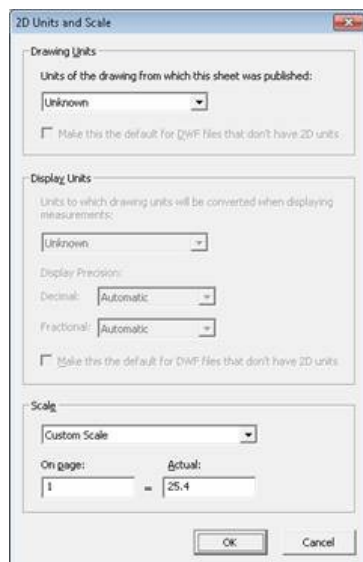 2D Units and Scale
Drawing Units
Units of the drawing from which this sheet was published:
Unknown
Make this the default for DWF files that don't have 2D units
Display Units
Units to which drawing units will be converted when displaying
measurements:
Unknown
Display Precision:
Decimal: Automatic
Fractional: Automatic
Make this the default for DWF files that don't have 2D units
Scale
Custom Scale
On page: Actual:
1 = 25.4
OK Cancel